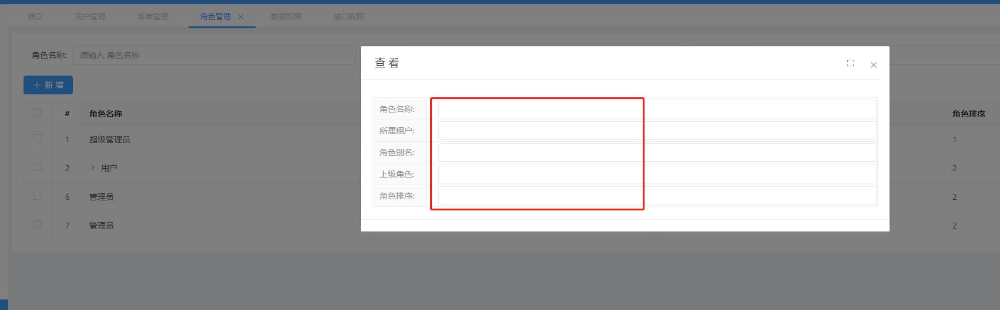 首页 用户管理 菜单管理 角色管理 × 数据权限 接口权限
角色名称: 请输入 角色名称
查 看
+ 新 增
# 角色名称 角色排序
1 超级管理员 1
2 > 用户 2
6 管理员 2
7 管理员 2
角色名称:
所属租户:
角色别名:
上级角色:
角色排序: